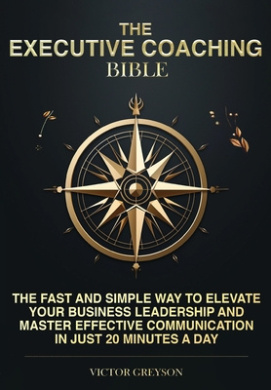 THE
EXECUTIVE COACHING
BIBLE
THE FAST AND SIMPLE WAY TO ELEVATE
YOUR BUSINESS LEADERSHIP AND
MASTER EFFECTIVE COMMUNICATION
IN JUST 20 MINUTES A DAY
VICTOR GREYSON